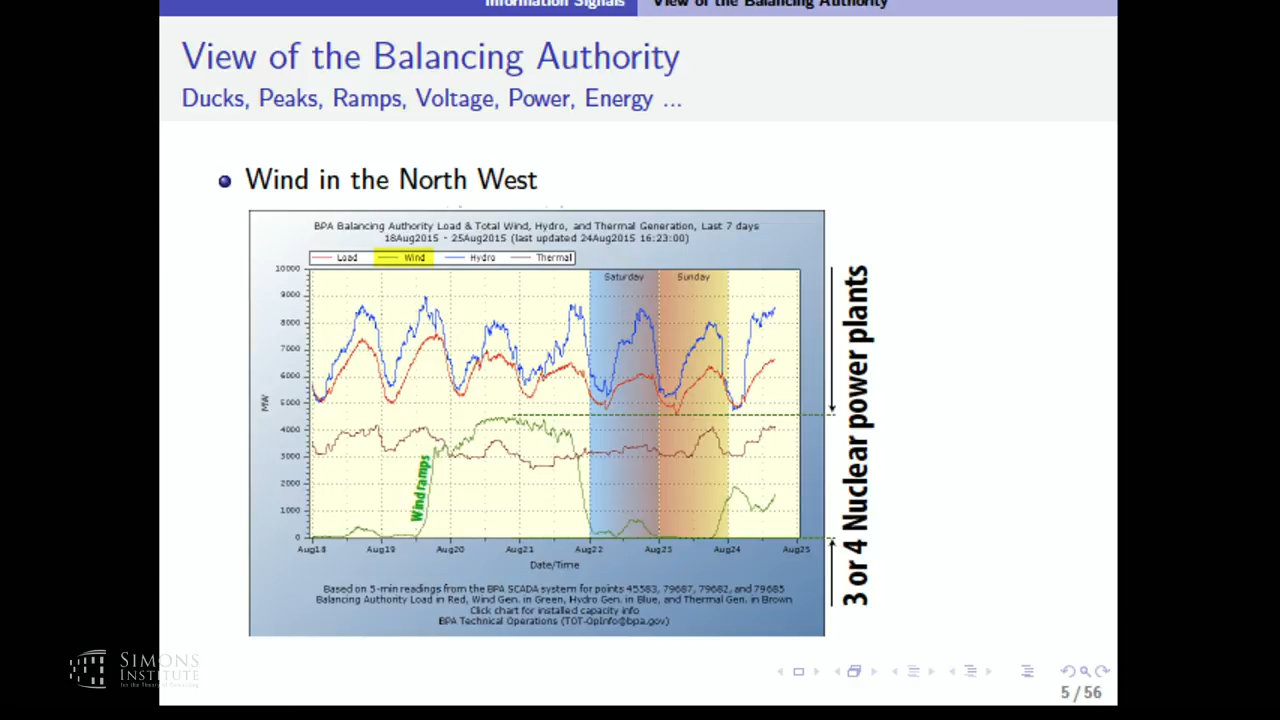 Information Signals
View of the Balancing Authority
View of the Balancing Authority
Ducks, Peaks, Ramps, Voltage, Power, Energy ...
Wind in the North West
BPA Balancing Authority Load & Total Wind, Hydro, and Thermal Generation, Last 7 days
18Aug2015 - 25Aug2015 (last updated 24Aug2015 16:23:00)
Load Wind Hydro Thermal
10000
9000
8000
7000
6000
5000
4000
3000
2000
1000
0
MW
Saturday
Sunday
Wind ramps
Aug18 Aug19 Aug20 Aug21 Aug22 Aug23 Aug24 Aug25
Date/Time
Based on 5-min readings from the BPA SCADA system for points 45583, 79687, 79682, and 79685
Balancing Authority Load in Red, Wind Gen. in Green, Hydro Gen. in Blue, and Thermal Gen. in Brown
Click chart for installed capacity info
BPA Technical Operations (TOT-OpInfo@bpa.gov)
3 or 4 Nuclear power plants
SIMONS
INSTITUTE
for the Theory of Computing
5 / 56